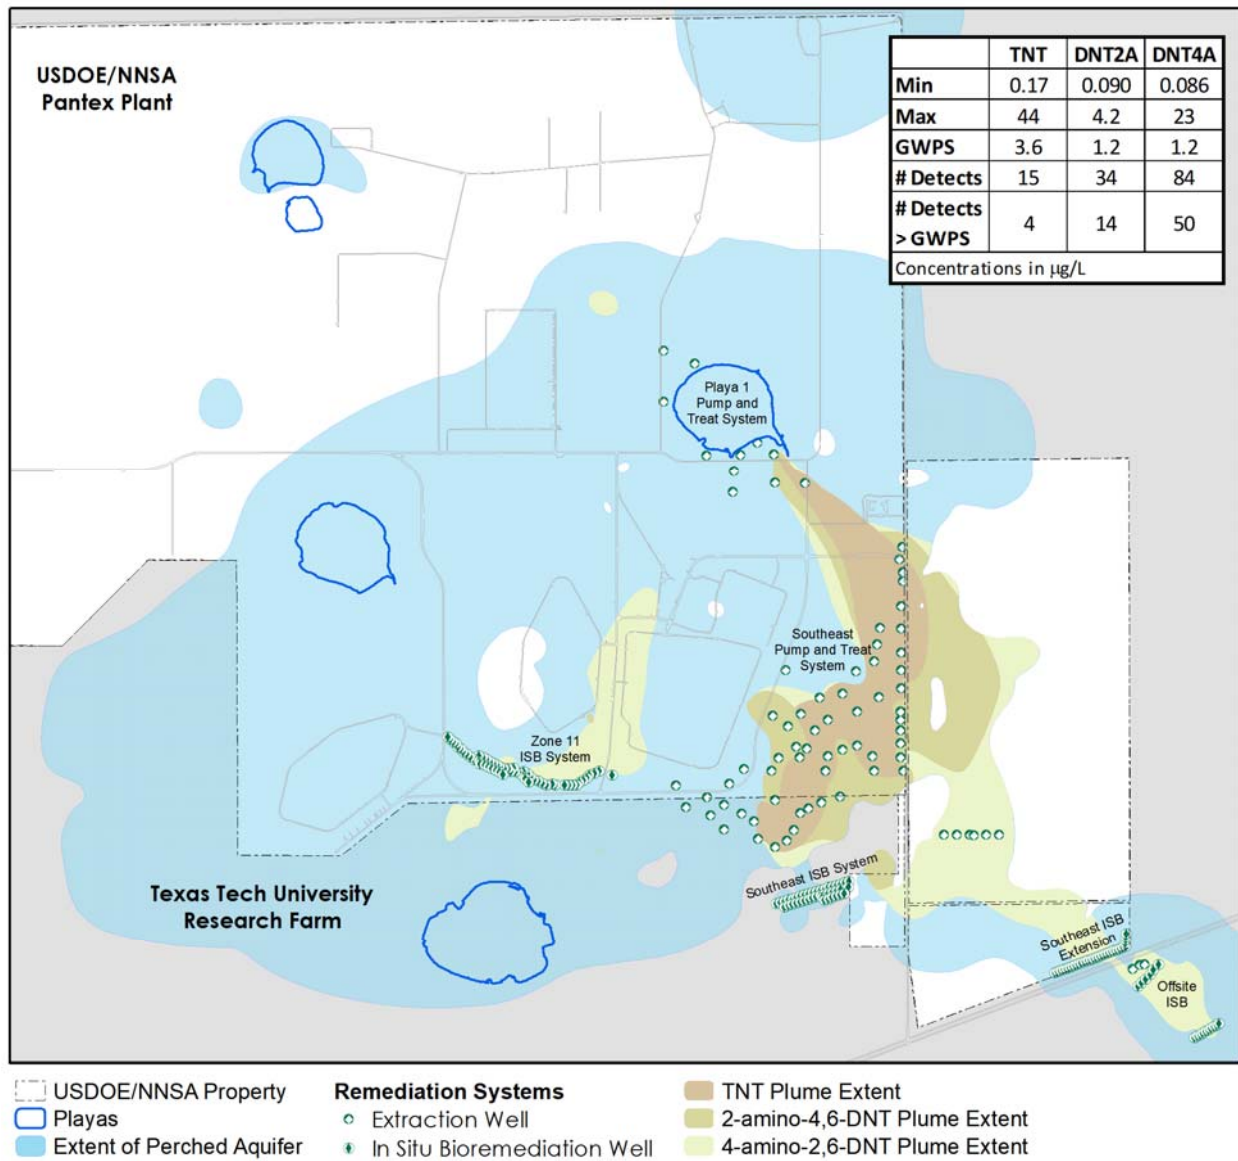 USDOE/NNSA
Pantex Plant
TNT DNT2A DNT4A
Min 0.17 0.090 0.086
Max 44 4.2 23
GWPS 3.6 1.2 1.2
# Detects 15 34 84
# Detects
> GWPS 4 14 50
Concentrations in µg/L
Playa 1
Pump and
Treat System
Southeast
Pump and Treat
System
Zone 11
ISB System
Southeast ISB System
Texas Tech University
Research Farm
Southeast ISB
Extension
Offsite
ISB
USDOE/NNSA Property
Playas
Extent of Perched Aquifer
Remediation Systems
Extraction Well
In Situ Bioremediation Well
TNT Plume Extent
2-amino-4,6-DNT Plume Extent
4-amino-2,6-DNT Plume Extent